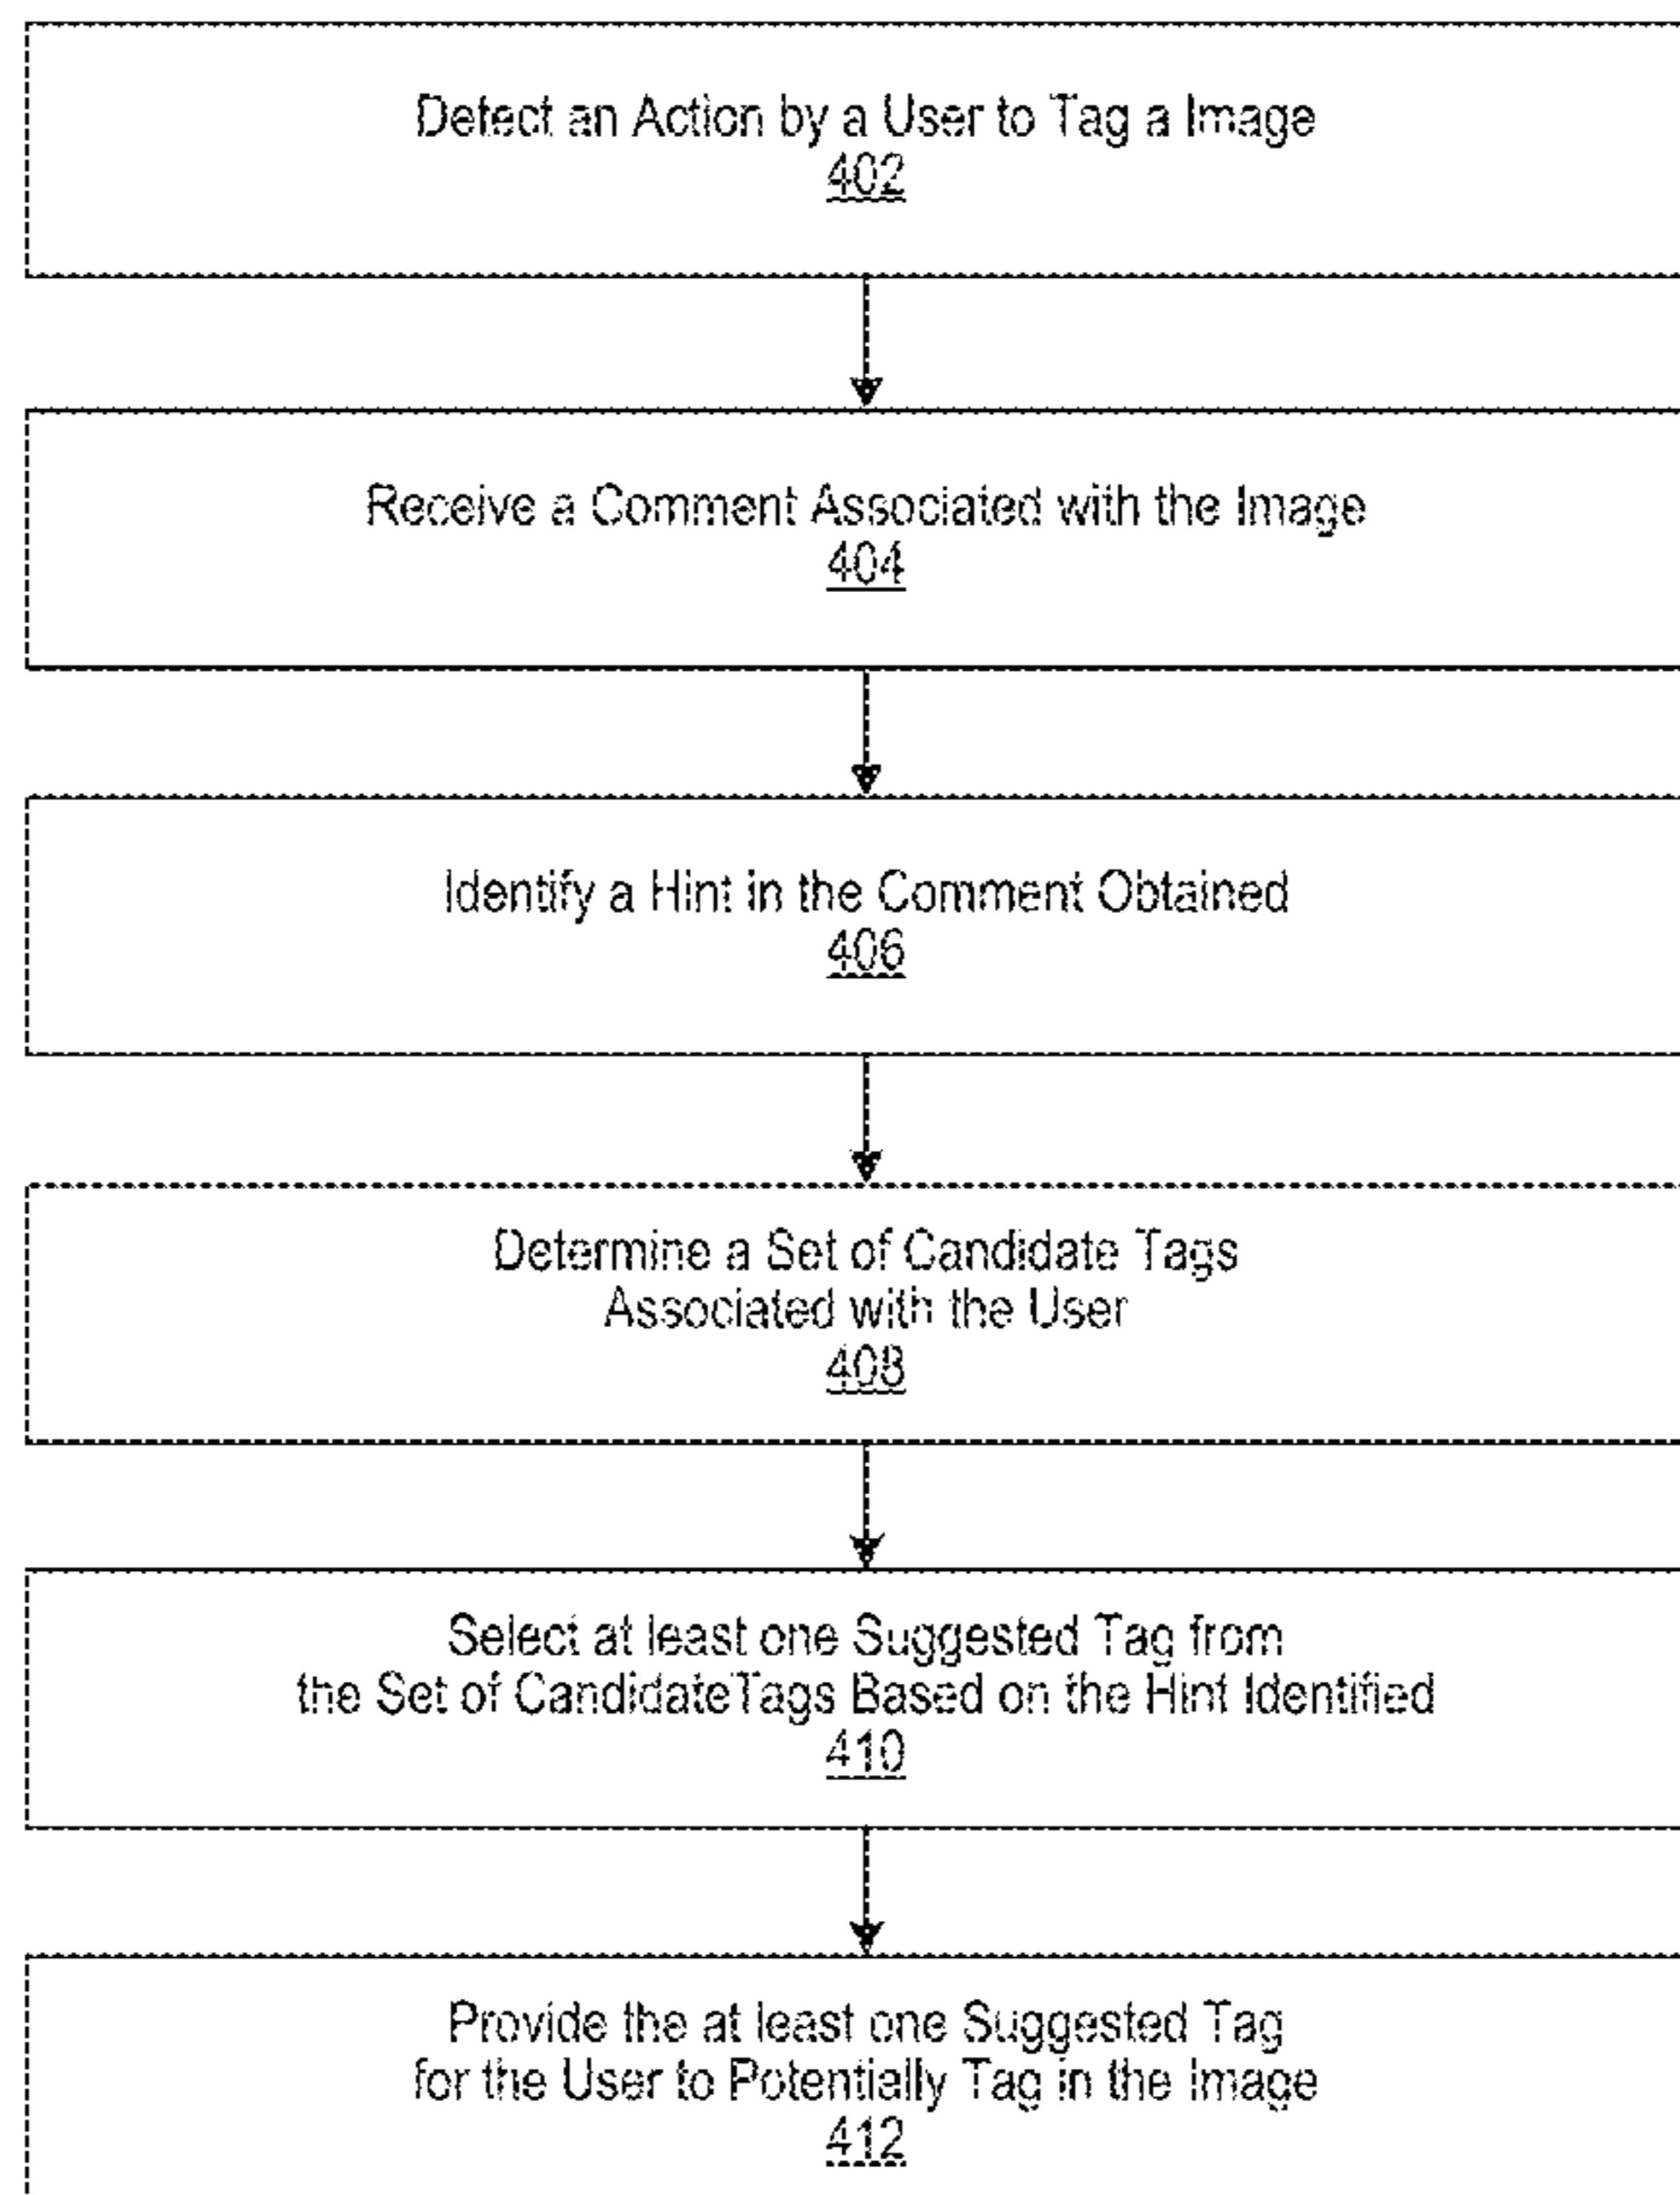 Detect an Action by a User to Tag a Image
402
Receive a Comment Associated with the Image
404
Identify a Hint in the Comment Obtained
406
Determine a Set of Candidate Tags
Associated with the User
408
Select at least one Suggested Tag from
the Set of CandidateTags Based on the Hint Identified
410
Provide the at least one Suggested Tag
for the User to Potentially Tag in the Image
412